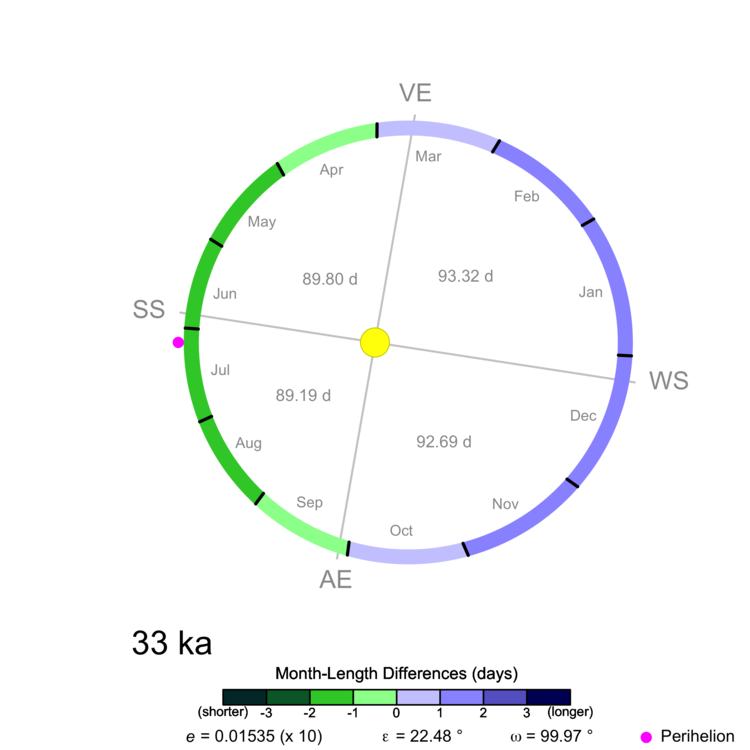 VE
Mar
Apr
Feb
May
89.80 d
93.32 d
Jun
Jan
SS
WS
Jul
89.19 d
Dec
Aug
92.69 d
Sep
Nov
Oct
AE
33 ka
Month-Length Differences (days)
(shorter) -3 -2 -1 0 1 2 3 (longer)
e = 0.01535 (x 10) ε = 22.48 ° ω = 99.97 ° Perihelion